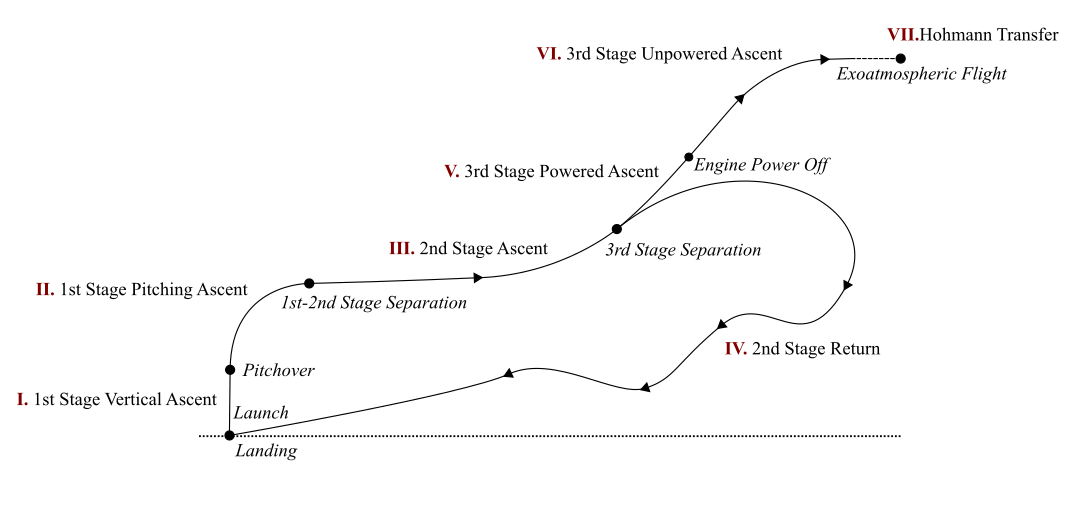 VII.Hohmann Transfer
VI. 3rd Stage Unpowered Ascent
Exoatmospheric Flight
V. 3rd Stage Powered Ascent
Engine Power Off
III. 2nd Stage Ascent
3rd Stage Separation
II. 1st Stage Pitching Ascent
1st-2nd Stage Separation
IV. 2nd Stage Return
Pitchover
I. 1st Stage Vertical Ascent
Launch
Landing